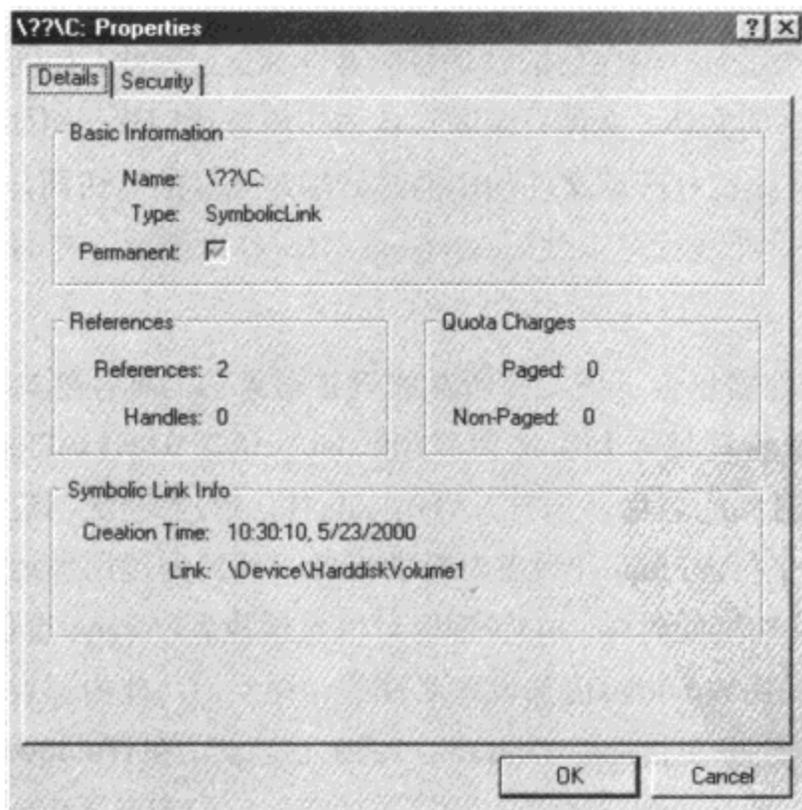 \??\C: Properties
Details Security
Basic Information
Name: \??\C:
Type: SymbolicLink
Permanent:
References
References: 2
Handles: 0
Quota Charges
Paged: 0
Non-Paged: 0
Symbolic Link Info
Creation Time: 10:30:10, 5/23/2000
Link: \Device\HarddiskVolume1
OK Cancel